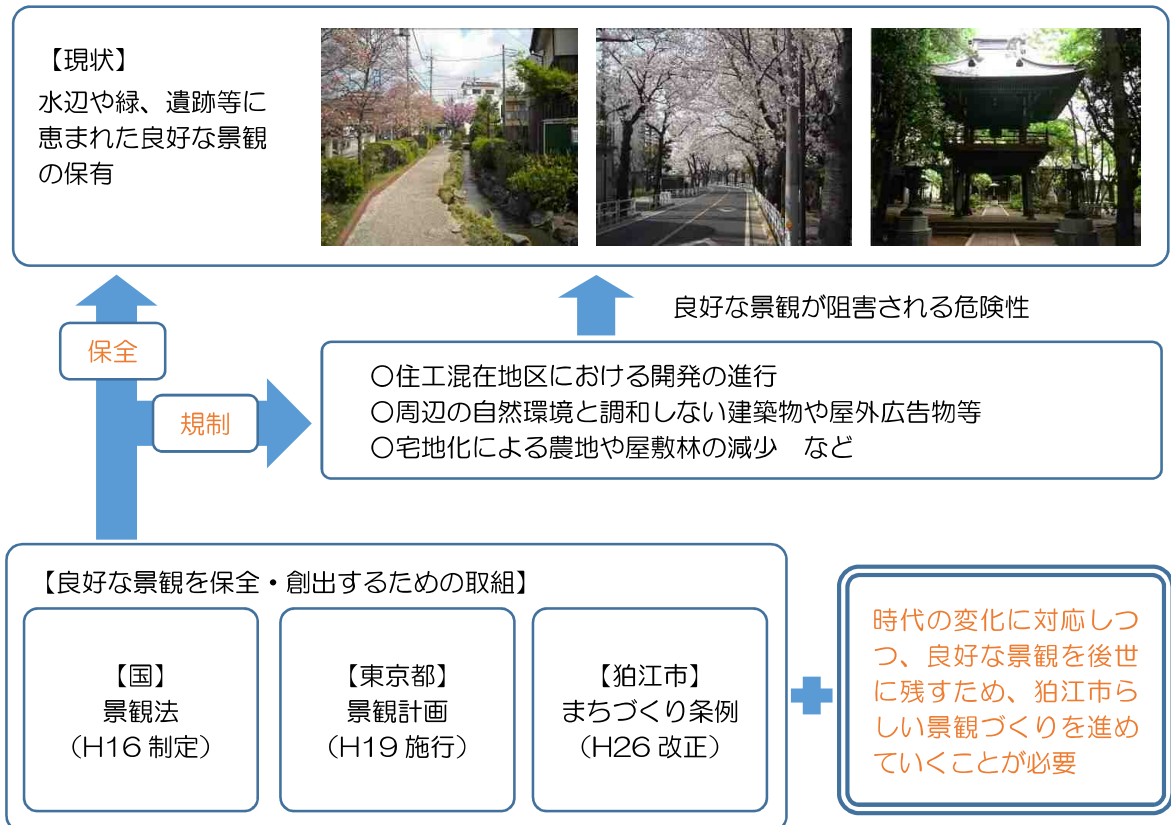 【現状】
水辺や緑、遺跡等に
恵まれた良好な景観
の保有
良好な景観が阻害される危険性
保全
規制
○住工混在地区における開発の進行
○周辺の自然環境と調和しない建築物や屋外広告物等
○宅地化による農地や屋敷林の減少　など
【良好な景観を保全・創出するための取組】
【国】
景観法
（H16 制定）
【東京都】
景観計画
（H19 施行）
【狛江市】
まちづくり条例
（H26 改正）
時代の変化に対応しつ
つ、良好な景観を後世
に残すため、狛江市ら
しい景観づくりを進め
ていくことが必要